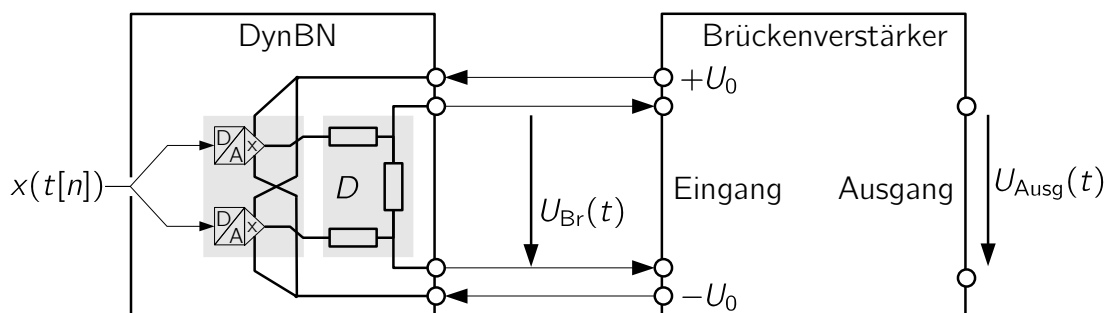 DynBN
Brückenverstärker
+U₀
D
A
x
x(t[n])
D
U_Br(t)
Eingang
Ausgang
U_Ausg(t)
D
A
x
−U₀